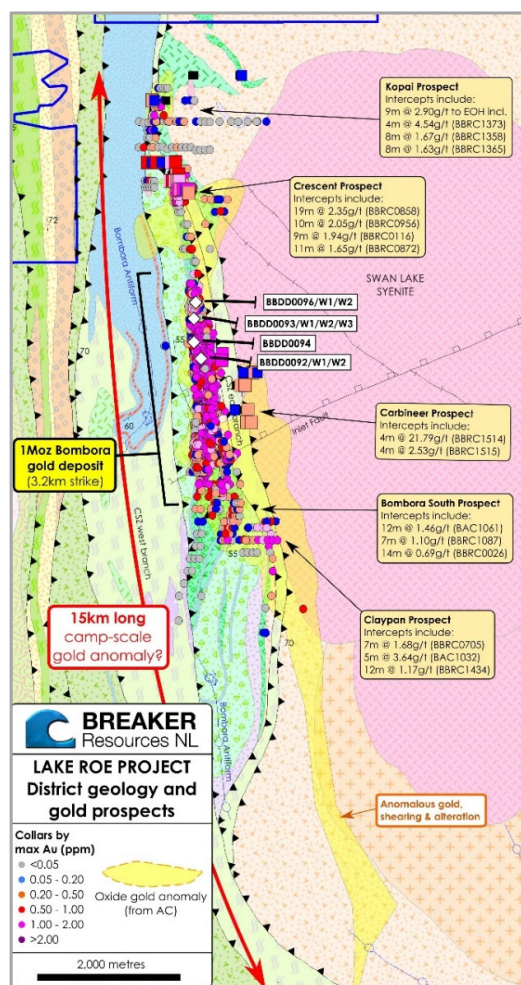 Kopai Prospect
Intercepts include:
9m @ 2.90g/t to EOH incl.
4m @ 4.54g/t (BBRC1373)
8m @ 1.67g/t (BBRC1358)
8m @ 1.63g/t (BBRC1365)
Crescent Prospect
Intercepts include:
19m @ 2.35g/t (BBRC0858)
10m @ 2.05g/t (BBRC0956)
9m @ 1.94g/t (BBRC0116)
11m @ 1.65g/t (BBRC0872)
72
Bombora Antiform
SWAN LAKE
SYENITE
BBDD0096/W1/W2
BBDD0093/W1/W2/W3
BBDD0094
BBDD0092/W1/W2
55
70
CSZ east branch
60
Inlet Fault
Carbineer Prospect
Intercepts include:
4m @ 21.79g/t (BBRC1514)
4m @ 2.53g/t (BBRC1515)
1Moz Bombora
gold deposit
(3.2km strike)
CSZ west branch
Bombora South Prospect
Intercepts include:
12m @ 1.46g/t (BAC1061)
7m @ 1.10g/t (BBRC1087)
14m @ 0.69g/t (BBRC0026)
55
15km long
camp-scale
gold anomaly?
70
Claypan Prospect
Intercepts include:
7m @ 1.68g/t (BBRC0705)
5m @ 3.64g/t (BAC1032)
12m @ 1.17g/t (BBRC1434)
Bombora Antiform
BREAKER
Resources NL
LAKE ROE PROJECT
District geology and
gold prospects
Anomalous gold,
shearing & alteration
Collars by
max Au (ppm)
<0.05
0.05 - 0.20
0.20 - 0.50
0.50 - 1.00
1.00 - 2.00
>2.00
Oxide gold anomaly
(from AC)
2,000 metres